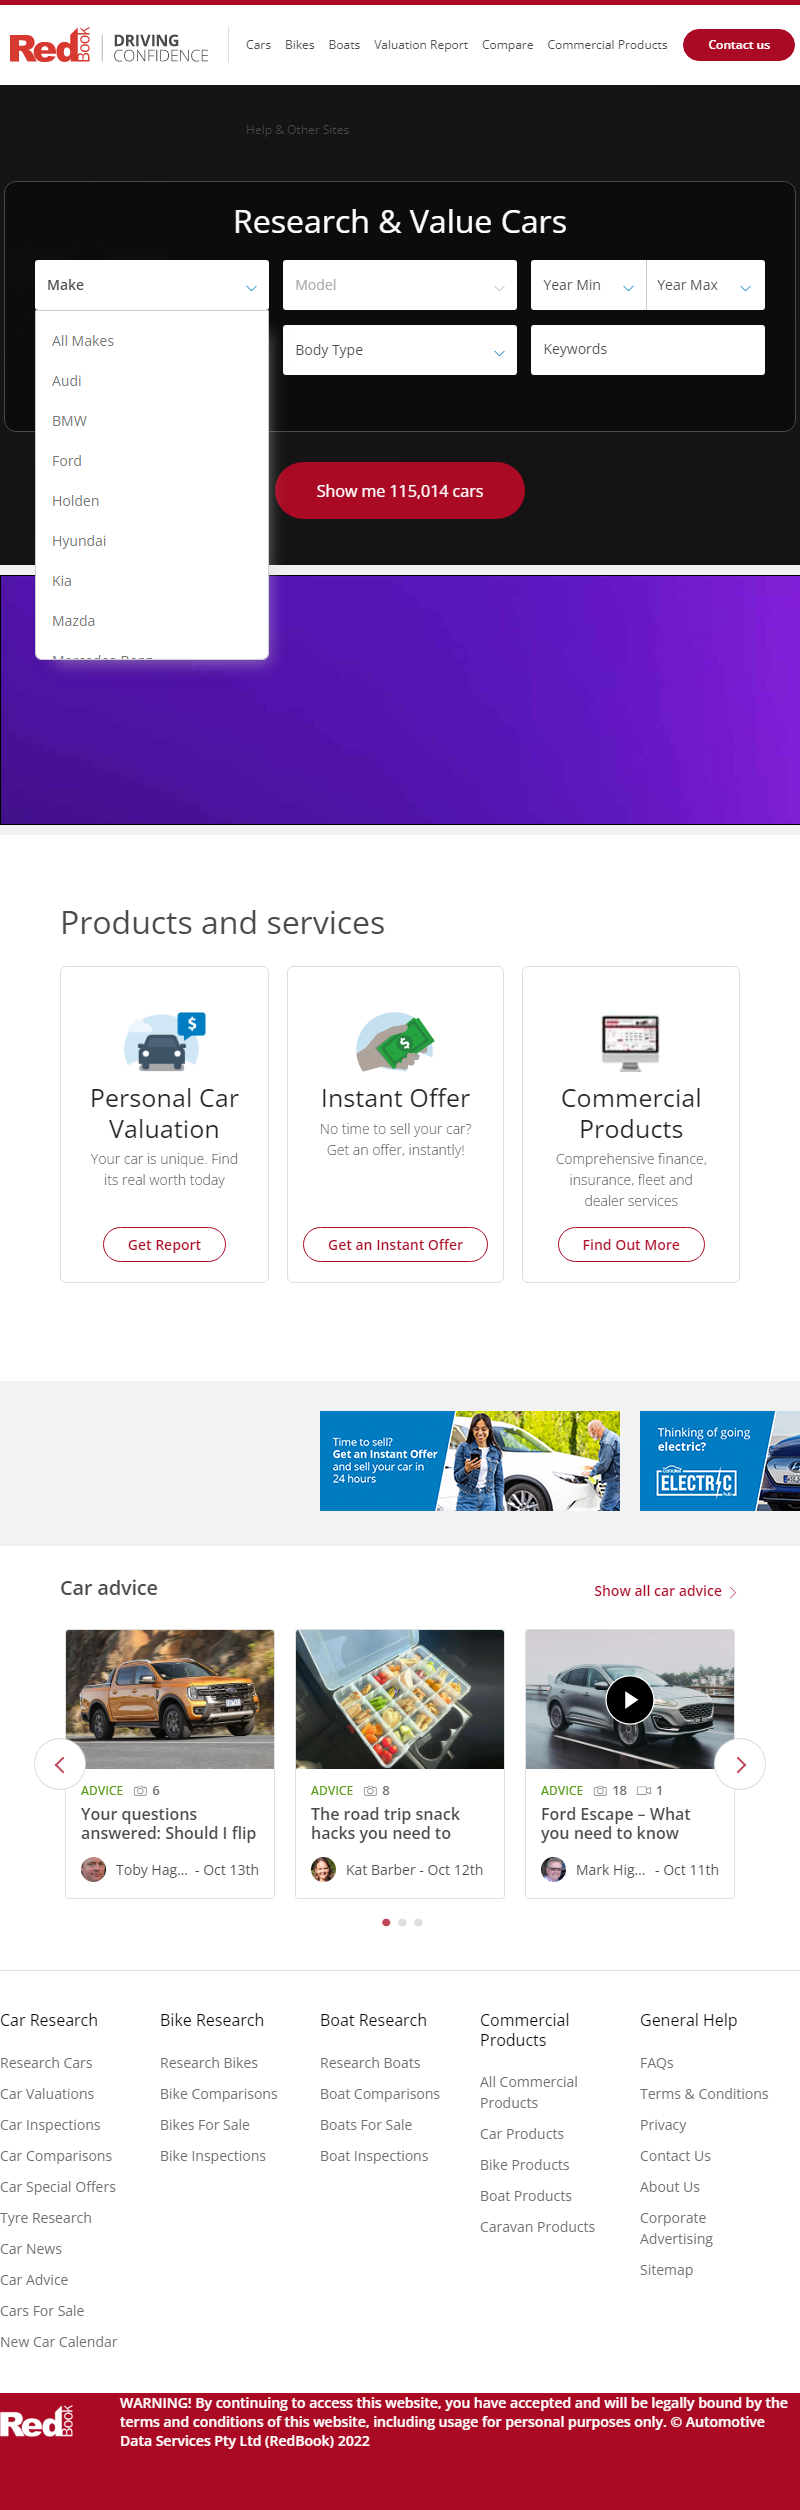 RedBook
DRIVING
CONFIDENCE
Cars Bikes Boats Valuation Report Compare Commercial Products Contact us
Help & Other Sites
Research & Value Cars
Make Model Year Min Year Max
All Makes
Body Type Keywords
Audi
BMW
Ford
Holden
Show me 115,014 cars
Hyundai
Kia
Mazda
Products and services
Personal Car
Valuation
Your car is unique. Find
its real worth today
Get Report
Instant Offer
No time to sell your car?
Get an offer, instantly!
Get an Instant Offer
Commercial
Products
Comprehensive finance,
insurance, fleet and
dealer services
Find Out More
Time to sell?
Get an Instant Offer
and sell your car in
24 hours
Thinking of going
electric?
carsales
ELECTRIC
hub
Car advice
Show all car advice
ADVICE 6
Your questions
answered: Should I flip
Toby Hag... - Oct 13th
ADVICE 8
The road trip snack
hacks you need to
Kat Barber - Oct 12th
ADVICE 18 1
Ford Escape – What
you need to know
Mark Hig... - Oct 11th
Car Research
Research Cars
Car Valuations
Car Inspections
Car Comparisons
Car Special Offers
Tyre Research
Car News
Car Advice
Cars For Sale
New Car Calendar
Bike Research
Research Bikes
Bike Comparisons
Bikes For Sale
Bike Inspections
Boat Research
Research Boats
Boat Comparisons
Boats For Sale
Boat Inspections
Commercial
Products
All Commercial
Products
Car Products
Bike Products
Boat Products
Caravan Products
General Help
FAQs
Terms & Conditions
Privacy
Contact Us
About Us
Corporate
Advertising
Sitemap
RedBook
WARNING! By continuing to access this website, you have accepted and will be legally bound by the
terms and conditions of this website, including usage for personal purposes only. © Automotive
Data Services Pty Ltd (RedBook) 2022